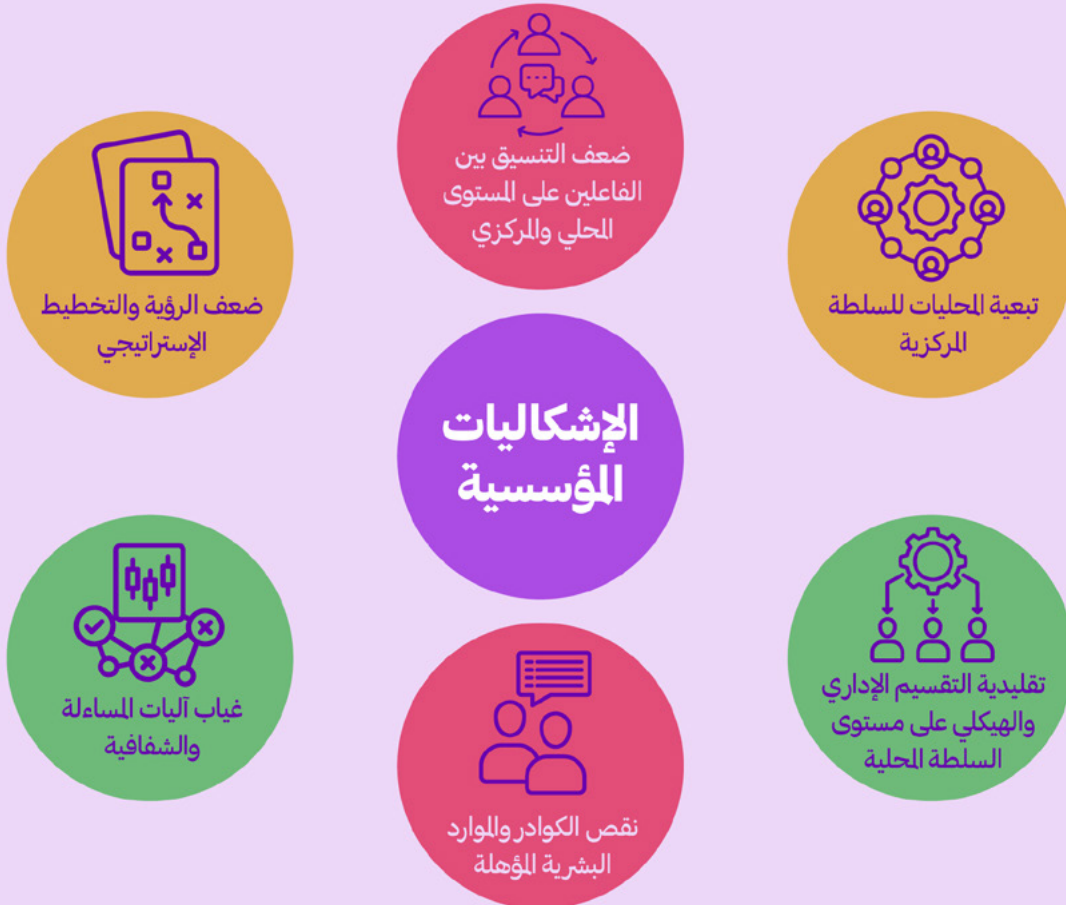 ضعف التنسيق بين
الفاعلين على المستوى
المحلي والمركزي
تبعية المحليات للسلطة
المركزية
ضعف الرؤية والتخطيط
الإستراتيجي
الإشكاليات
المؤسسية
تقليدية التقسيم الإداري
والهيكلي على مستوى
السلطة المحلية
غياب آليات المساءلة
والشفافية
نقص الكوادر والموارد
البشرية المؤهلة